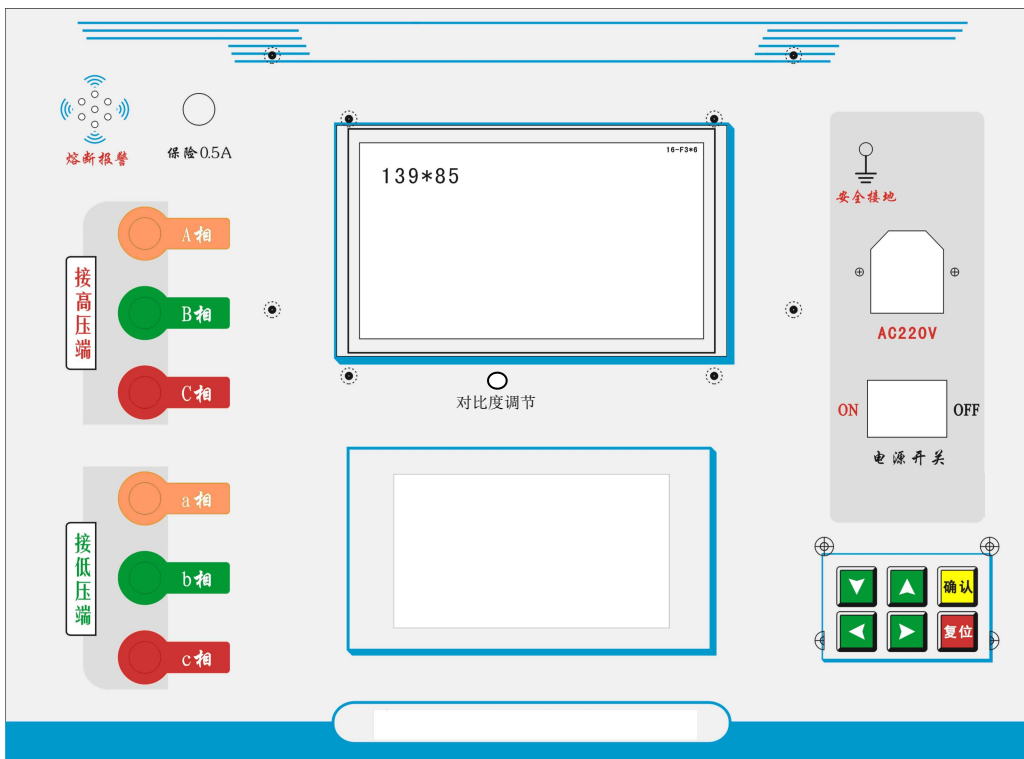 熔断报警
保险0.5A
16-F3*6
139*85
安全接地
A相
B相
C相
接高压端
AC220V
对比度调节
ON
OFF
电源开关
a相
b相
c相
接低压端
确认
复位